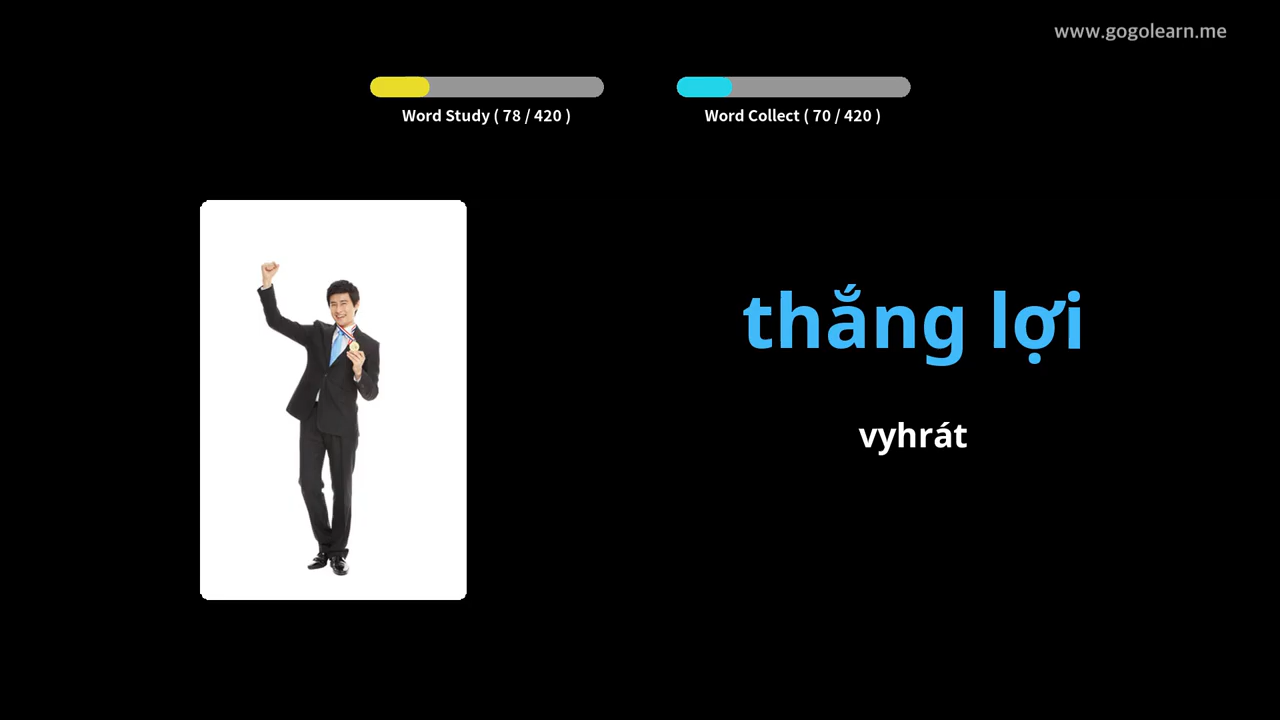 www.gogolearn.me
Word Study ( 78 / 420 )
Word Collect ( 70 / 420 )
thắng lợi
vyhrát